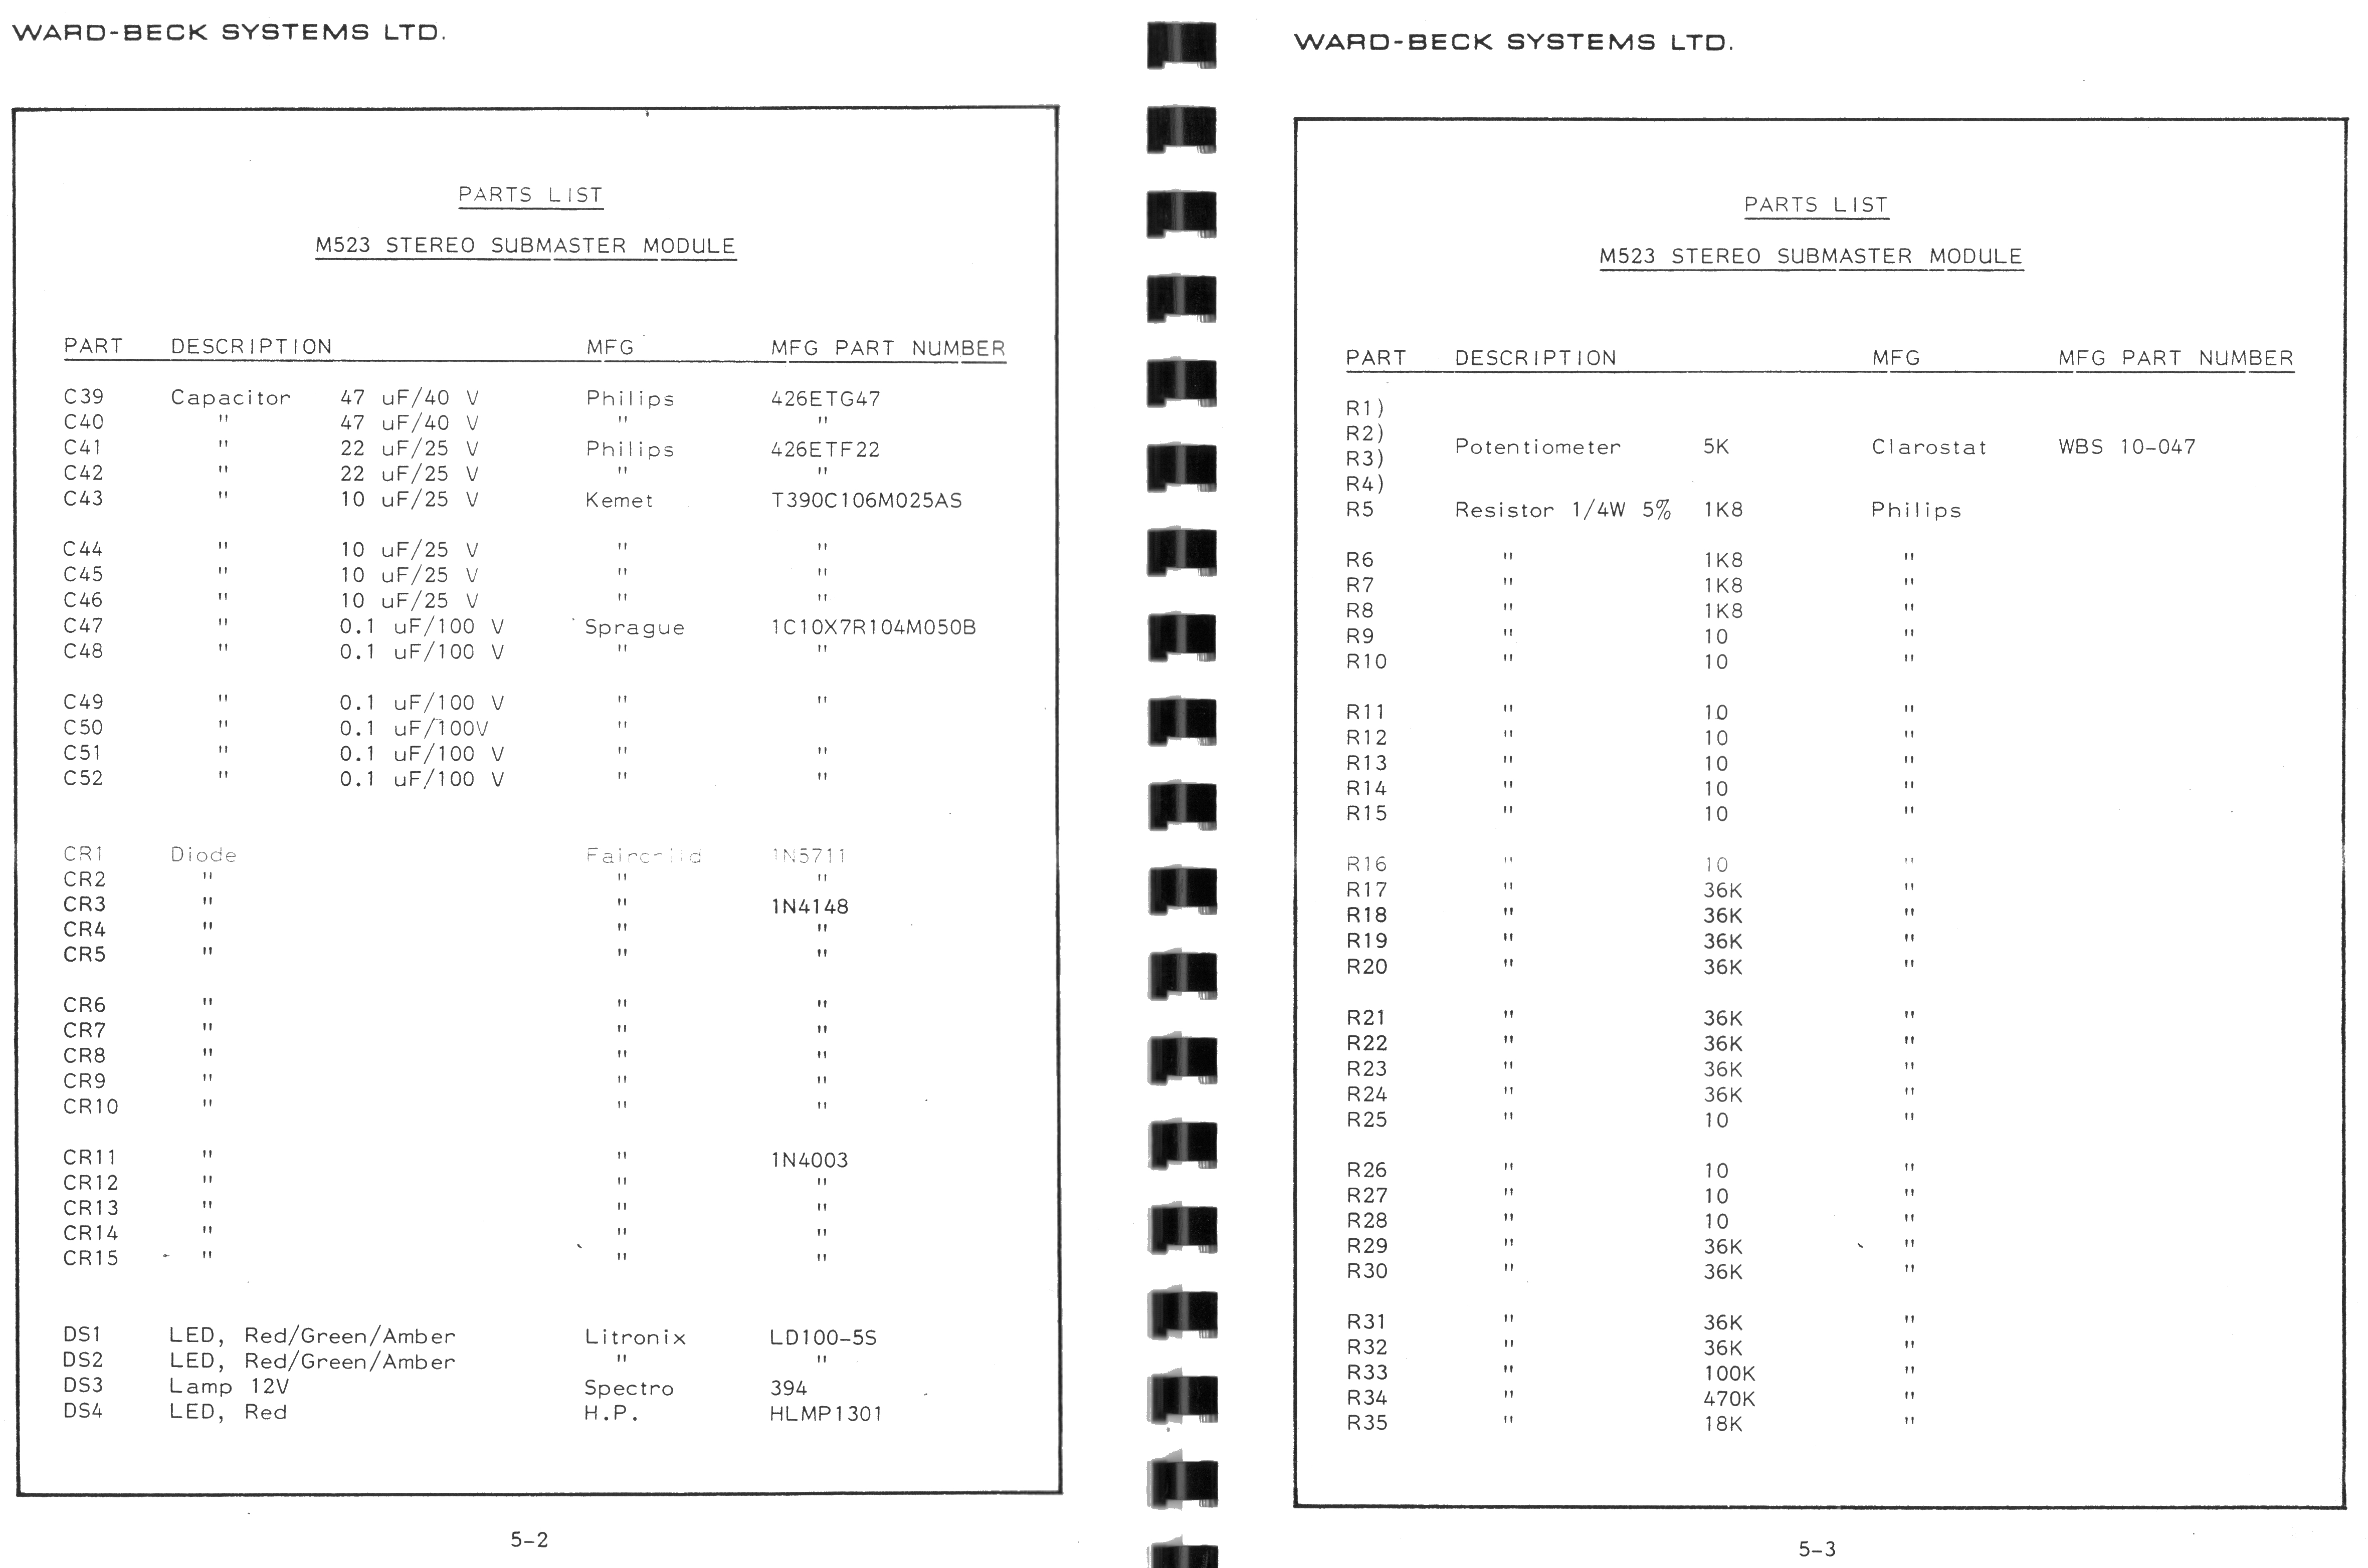 WARD-BECK SYSTEMS LTD.
PARTS LIST
M523 STEREO SUBMASTER MODULE
PART DESCRIPTION MFG MFG PART NUMBER
C39 Capacitor 47 uF/40 V Philips 426ETG47
C40 " 47 uF/40 V " "
C41 " 22 uF/25 V Philips 426ETF22
C42 " 22 uF/25 V " "
C43 " 10 uF/25 V Kemet T390C106M025AS
C44 " 10 uF/25 V " "
C45 " 10 uF/25 V " "
C46 " 10 uF/25 V " "
C47 " 0.1 uF/100 V Sprague 1C10X7R104M050B
C48 " 0.1 uF/100 V " "
C49 " 0.1 uF/100 V " "
C50 " 0.1 uF/100V "
C51 " 0.1 uF/100 V " "
C52 " 0.1 uF/100 V " "
CR1 Diode Fairchild 1N5711
CR2 " " "
CR3 " " 1N4148
CR4 " " "
CR5 " " "
CR6 " " "
CR7 " " "
CR8 " " "
CR9 " " "
CR10 " " "
CR11 " " 1N4003
CR12 " " "
CR13 " " "
CR14 " " "
CR15 " " "
DS1 LED, Red/Green/Amber Litronix LD100-5S
DS2 LED, Red/Green/Amber " "
DS3 Lamp 12V Spectro 394
DS4 LED, Red H.P. HLMP1301
5-2
WARD-BECK SYSTEMS LTD.
PARTS LIST
M523 STEREO SUBMASTER MODULE
PART DESCRIPTION MFG MFG PART NUMBER
R1)
R2)
Potentiometer 5K Clarostat WBS 10-047
R3)
R4)
R5 Resistor 1/4W 5% 1K8 Philips
R6 " 1K8 "
R7 " 1K8 "
R8 " 1K8 "
R9 " 10 "
R10 " 10 "
R11 " 10 "
R12 " 10 "
R13 " 10 "
R14 " 10 "
R15 " 10 "
R16 " 10 "
R17 " 36K "
R18 " 36K "
R19 " 36K "
R20 " 36K "
R21 " 36K "
R22 " 36K "
R23 " 36K "
R24 " 36K "
R25 " 10 "
R26 " 10 "
R27 " 10 "
R28 " 10 "
R29 " 36K "
R30 " 36K "
R31 " 36K "
R32 " 36K "
R33 " 100K "
R34 " 470K "
R35 " 18K "
5-3